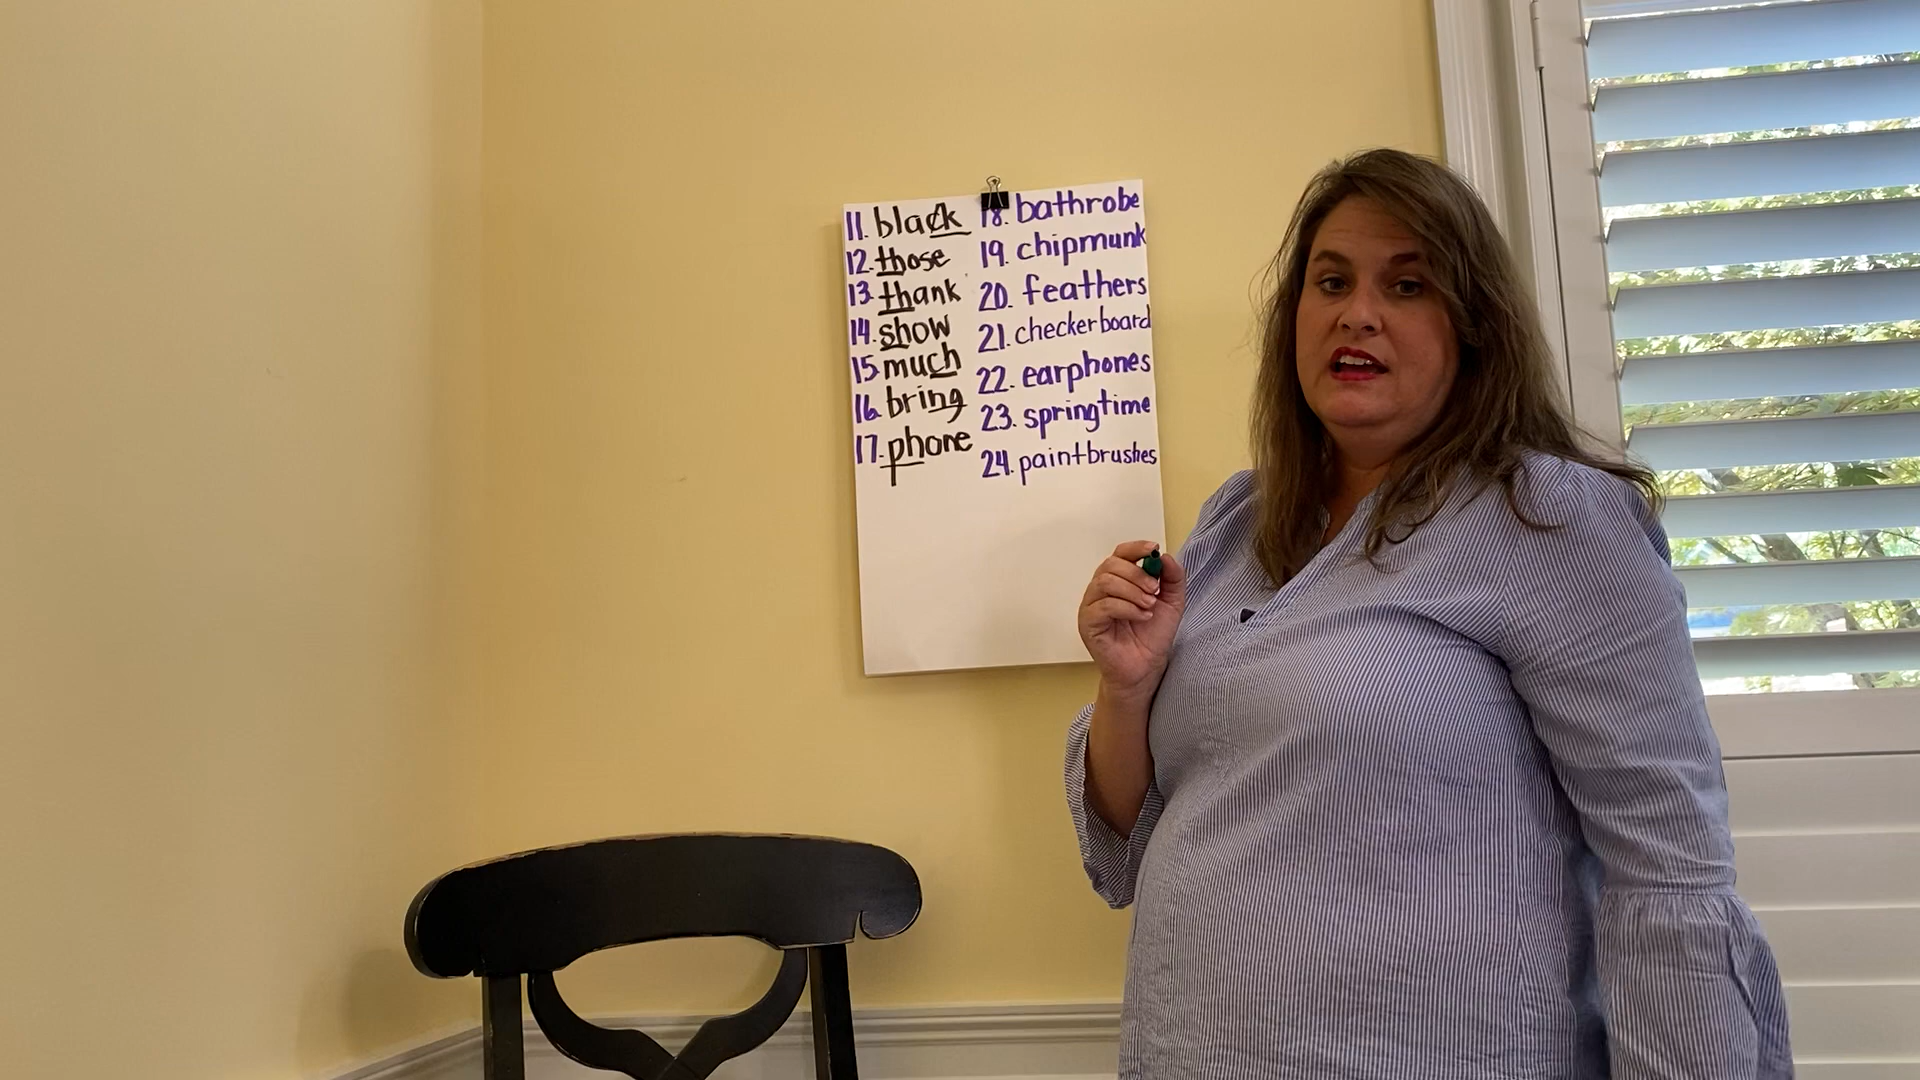 11. black
12. those
13. thank
14. show
15. much
16. bring
17. phone
18. bathrobe
19. chipmunk
20. feathers
21. checkerboard
22. earphones
23. springtime
24. paintbrushes